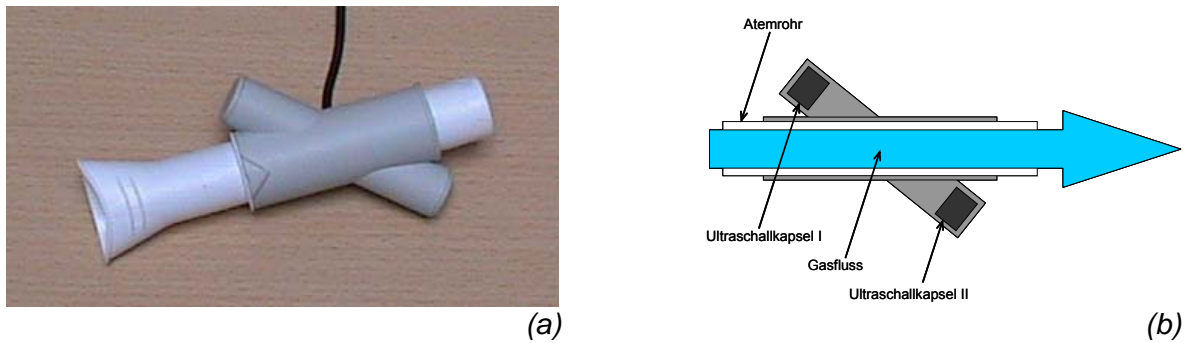 Atemrohr
Ultraschallkapsel I
Gasfluss
Ultraschallkapsel II
(a)
(b)